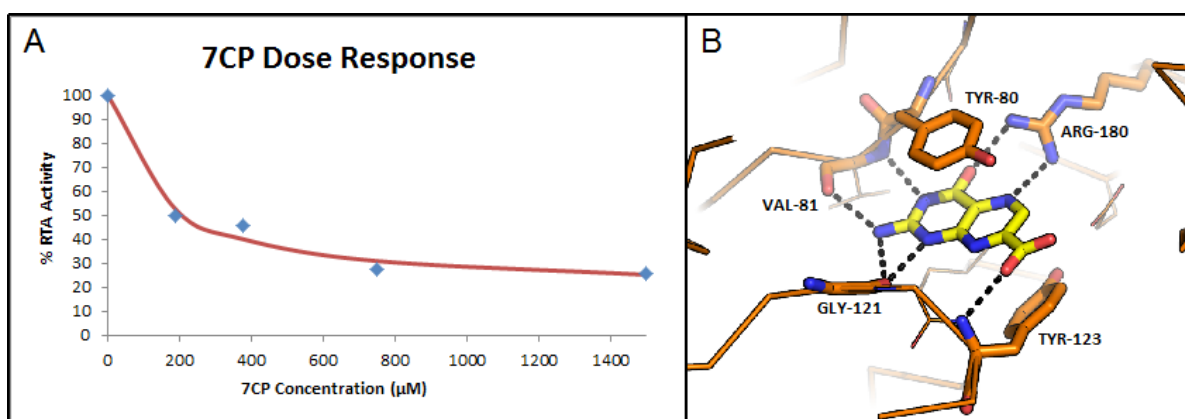 A
7CP Dose Response
% RTA Activity
100
90
80
70
60
50
40
30
20
10
0
0
200
400
600
800
1000
1200
1400
7CP Concentration (µM)
B
TYR-80
ARG-180
VAL-81
GLY-121
TYR-123